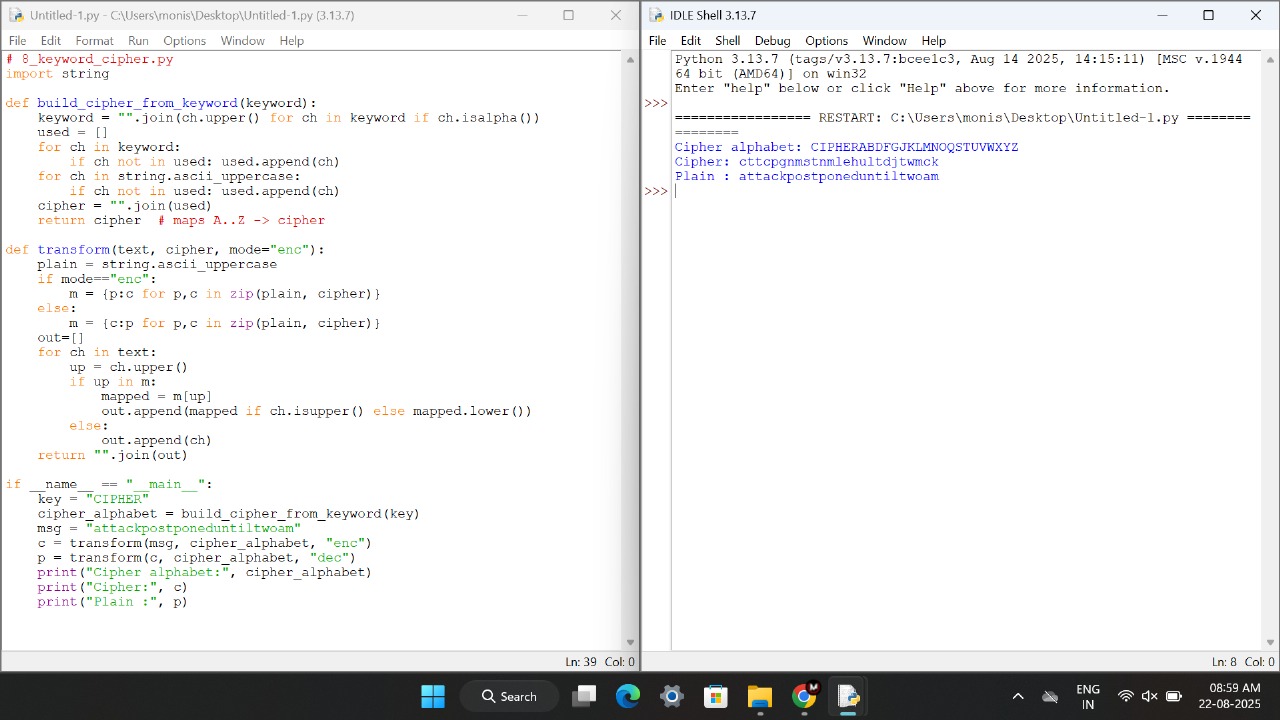 Untitled-1.py - C:\Users\monis\Desktop\Untitled-1.py (3.13.7)
File Edit Format Run Options Window Help
# 8_keyword_cipher.py
import string

def build_cipher_from_keyword(keyword):
    keyword = "".join(ch.upper() for ch in keyword if ch.isalpha())
    used = []
    for ch in keyword:
        if ch not in used: used.append(ch)
    for ch in string.ascii_uppercase:
        if ch not in used: used.append(ch)
    cipher = "".join(used)
    return cipher  # maps A..Z -> cipher

def transform(text, cipher, mode="enc"):
    plain = string.ascii_uppercase
    if mode=="enc":
        m = {p:c for p,c in zip(plain, cipher)}
    else:
        m = {c:p for p,c in zip(plain, cipher)}
    out=[]
    for ch in text:
        up = ch.upper()
        if up in m:
            mapped = m[up]
            out.append(mapped if ch.isupper() else mapped.lower())
        else:
            out.append(ch)
    return "".join(out)

if __name__ == "__main__":
    key = "CIPHER"
    cipher_alphabet = build_cipher_from_keyword(key)
    msg = "attackpostponeduntiltwoam"
    c = transform(msg, cipher_alphabet, "enc")
    p = transform(c, cipher_alphabet, "dec")
    print("Cipher alphabet:", cipher_alphabet)
    print("Cipher:", c)
    print("Plain :", p)
Ln: 39 Col: 0
IDLE Shell 3.13.7
File Edit Shell Debug Options Window Help
Python 3.13.7 (tags/v3.13.7:bcee1c3, Aug 14 2025, 14:15:11) [MSC v.1944
64 bit (AMD64)] on win32
Enter "help" below or click "Help" above for more information.
>>>
================= RESTART: C:\Users\monis\Desktop\Untitled-1.py ========
========
Cipher alphabet: CIPHERABDFGJKLMNOQSTUVWXYZ
Cipher: cttcpgnmstnmlehultdjtwmck
Plain : attackpostponeduntiltwoam
>>>
Ln: 8 Col: 0
Search
M
ENG
IN
08:59 AM
22-08-2025